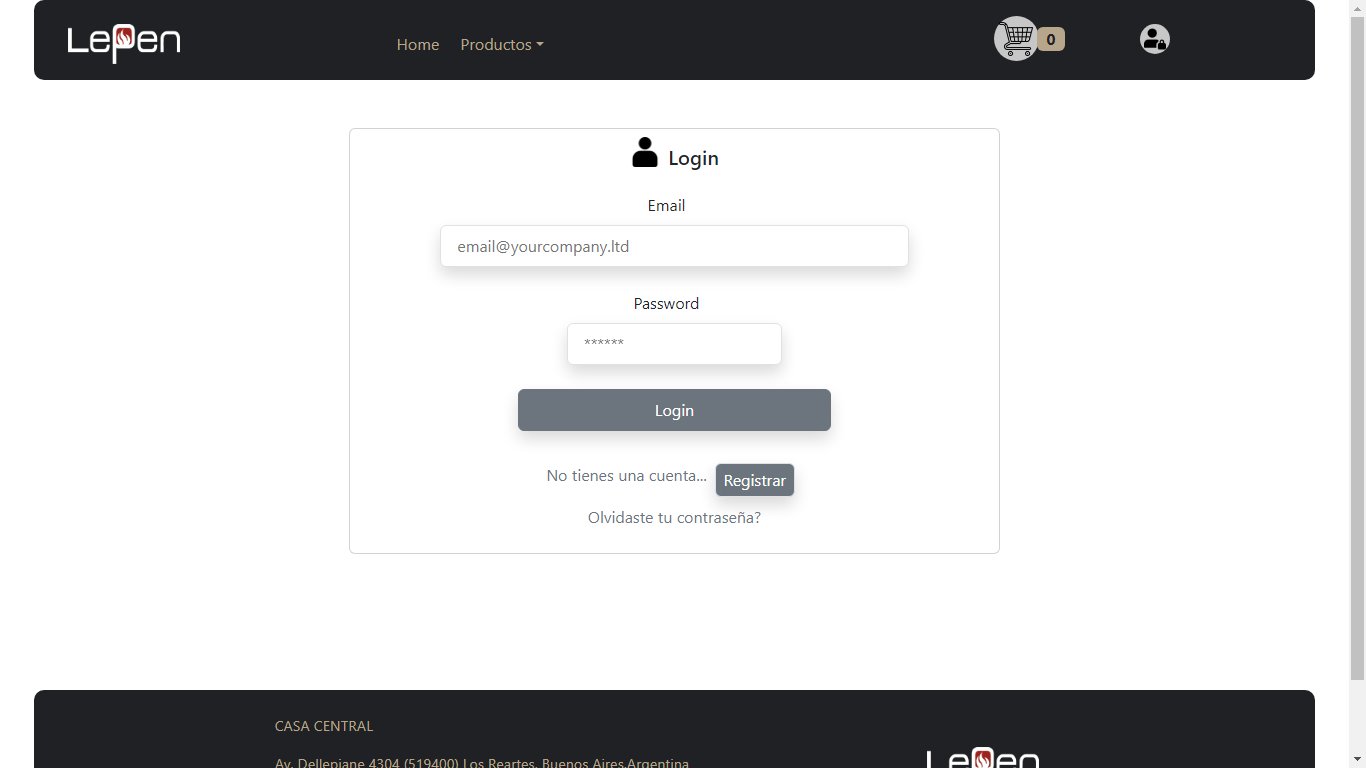 Lepen
Home Productos 0
Login
Email
email@yourcompany.ltd
Password
******
Login
No tienes una cuenta... Registrar
Olvidaste tu contraseña?
CASA CENTRAL
Av. Dellepiane 4304 (519400) Los Reartes, Buenos Aires,Argentina
Lepen